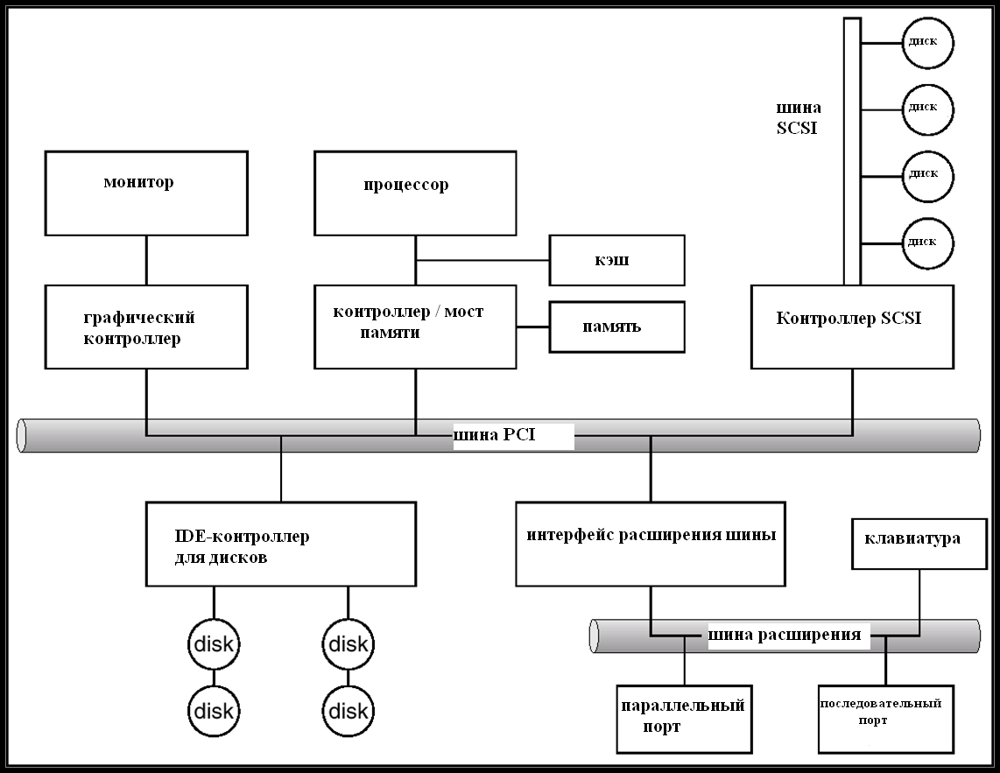 диск
шина
SCSI
диск
диск
диск
монитор
процессор
кэш
графический
контроллер
контроллер / мост
памяти
память
Контроллер SCSI
шина PCI
IDE-контроллер
для дисков
интерфейс расширения шины
клавиатура
disk
disk
disk
disk
шина расширения
параллельный
порт
последовательный
порт